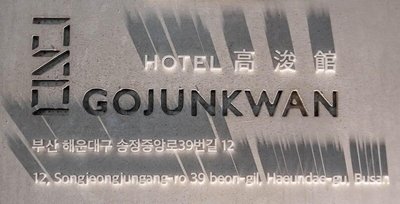 HOTEL 高浚館
GOJUNKWAN
부산 해운대구 송정중앙로39번길 12
12, Songjeongjungang-ro 39 beon-gil, Haeundae-gu, Busan